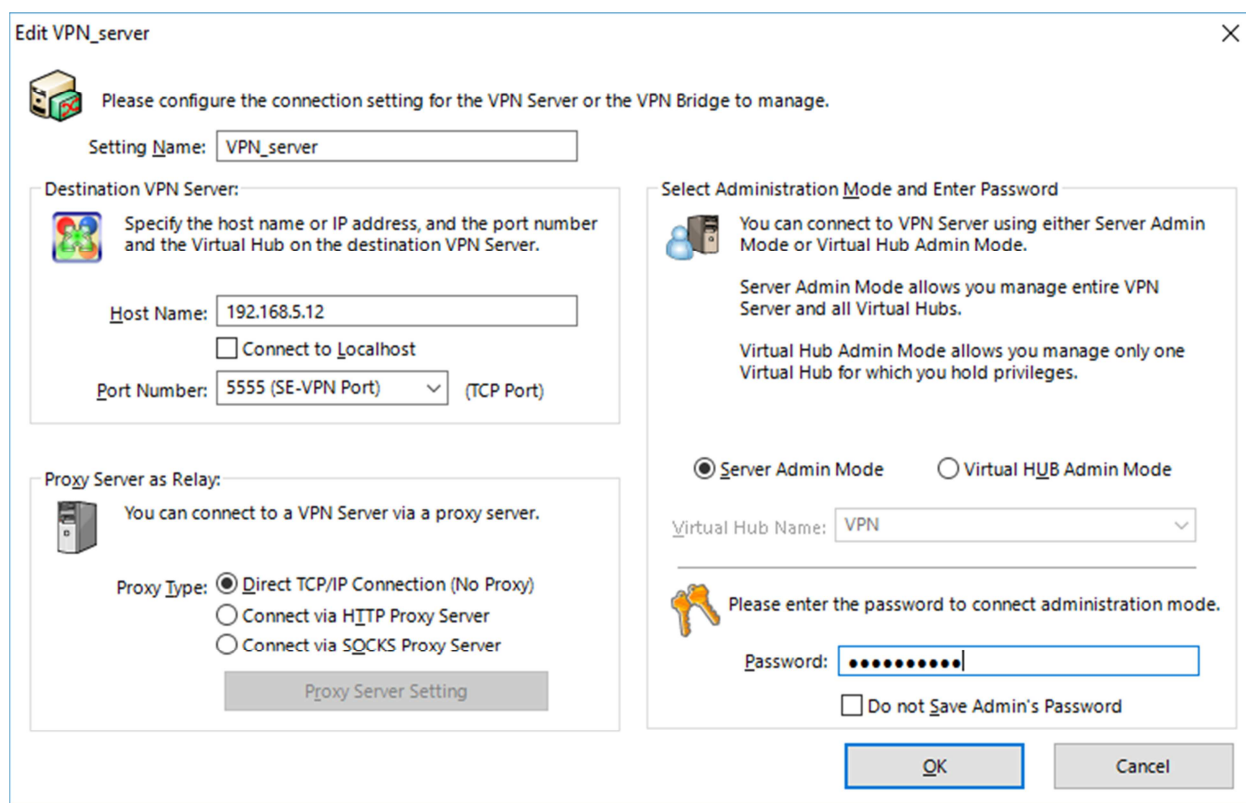 Edit VPN_server
Please configure the connection setting for the VPN Server or the VPN Bridge to manage.
Setting Name: VPN_server
Destination VPN Server:
Specify the host name or IP address, and the port number
and the Virtual Hub on the destination VPN Server.
Host Name: 192.168.5.12
Connect to Localhost
Port Number: 5555 (SE-VPN Port) (TCP Port)
Proxy Server as Relay:
You can connect to a VPN Server via a proxy server.
Proxy Type: Direct TCP/IP Connection (No Proxy)
Connect via HTTP Proxy Server
Connect via SOCKS Proxy Server
Proxy Server Setting
Select Administration Mode and Enter Password
You can connect to VPN Server using either Server Admin
Mode or Virtual Hub Admin Mode.
Server Admin Mode allows you manage entire VPN
Server and all Virtual Hubs.
Virtual Hub Admin Mode allows you manage only one
Virtual Hub for which you hold privileges.
Server Admin Mode Virtual HUB Admin Mode
Virtual Hub Name: VPN
Please enter the password to connect administration mode.
Password: ●●●●●●●●●●
Do not Save Admin's Password
OK Cancel